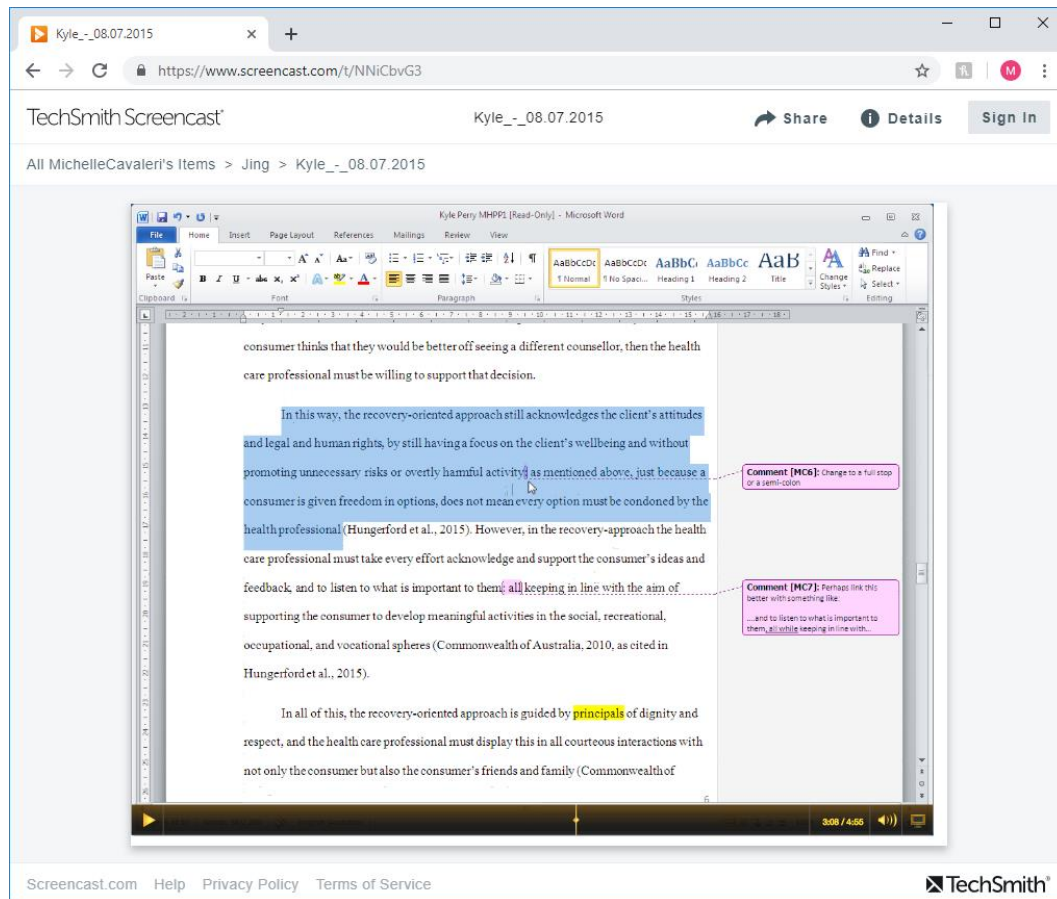 Kyle_-_08.07.2015
https://www.screencast.com/t/NNiCbvG3
M
TechSmith Screencast®
Kyle_-_08.07.2015
Share
Details
Sign In
All MichelleCavaleri's Items > Jing > Kyle_-_08.07.2015
Kyle Perry MHPP1 [Read-Only] - Microsoft Word
File Home Insert Page Layout References Mailings Review View
Paste
Clipboard
Font
Paragraph
AaBbCcDc AaBbCcDc AaBbC AaBbCc AaB
¶ Normal ¶ No Spaci... Heading 1 Heading 2 Title
Change Styles
Styles
Find
Replace
Select
Editing
consumer thinks that they would be better off seeing a different counsellor, then the health
care professional must be willing to support that decision.
In this way, the recovery-oriented approach still acknowledges the client's attitudes
and legal and human rights, by still having a focus on the client's wellbeing and without
promoting unnecessary risks or overtly harmful activity: as mentioned above, just because a
consumer is given freedom in options, does not mean every option must be condoned by the
health professional (Hungerford et al., 2015). However, in the recovery-approach the health
care professional must take every effort acknowledge and support the consumer's ideas and
feedback, and to listen to what is important to them: all keeping in line with the aim of
supporting the consumer to develop meaningful activities in the social, recreational,
occupational, and vocational spheres (Commonwealth of Australia, 2010, as cited in
Hungerford et al., 2015).
In all of this, the recovery-oriented approach is guided by principals of dignity and
respect, and the health care professional must display this in all courteous interactions with
not only the consumer but also the consumer's friends and family (Commonwealth of
6
Comment [MC6]: Change to a full stop
or a semi-colon
Comment [MC7]: Perhaps link this
better with something like:
....and to listen to what is important to
them, all while keeping in line with...
3:08 / 4:55
Screencast.com Help Privacy Policy Terms of Service
TechSmith®